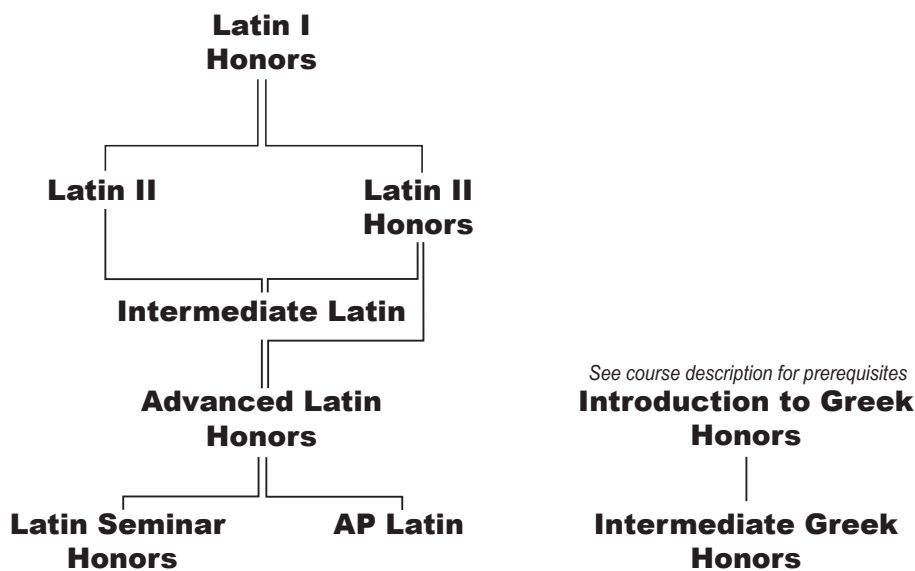 Latin I
Honors
Latin II
Latin II
Honors
Intermediate Latin
Advanced Latin
Honors
Latin Seminar
Honors
AP Latin
See course description for prerequisites
Introduction to Greek
Honors
Intermediate Greek
Honors